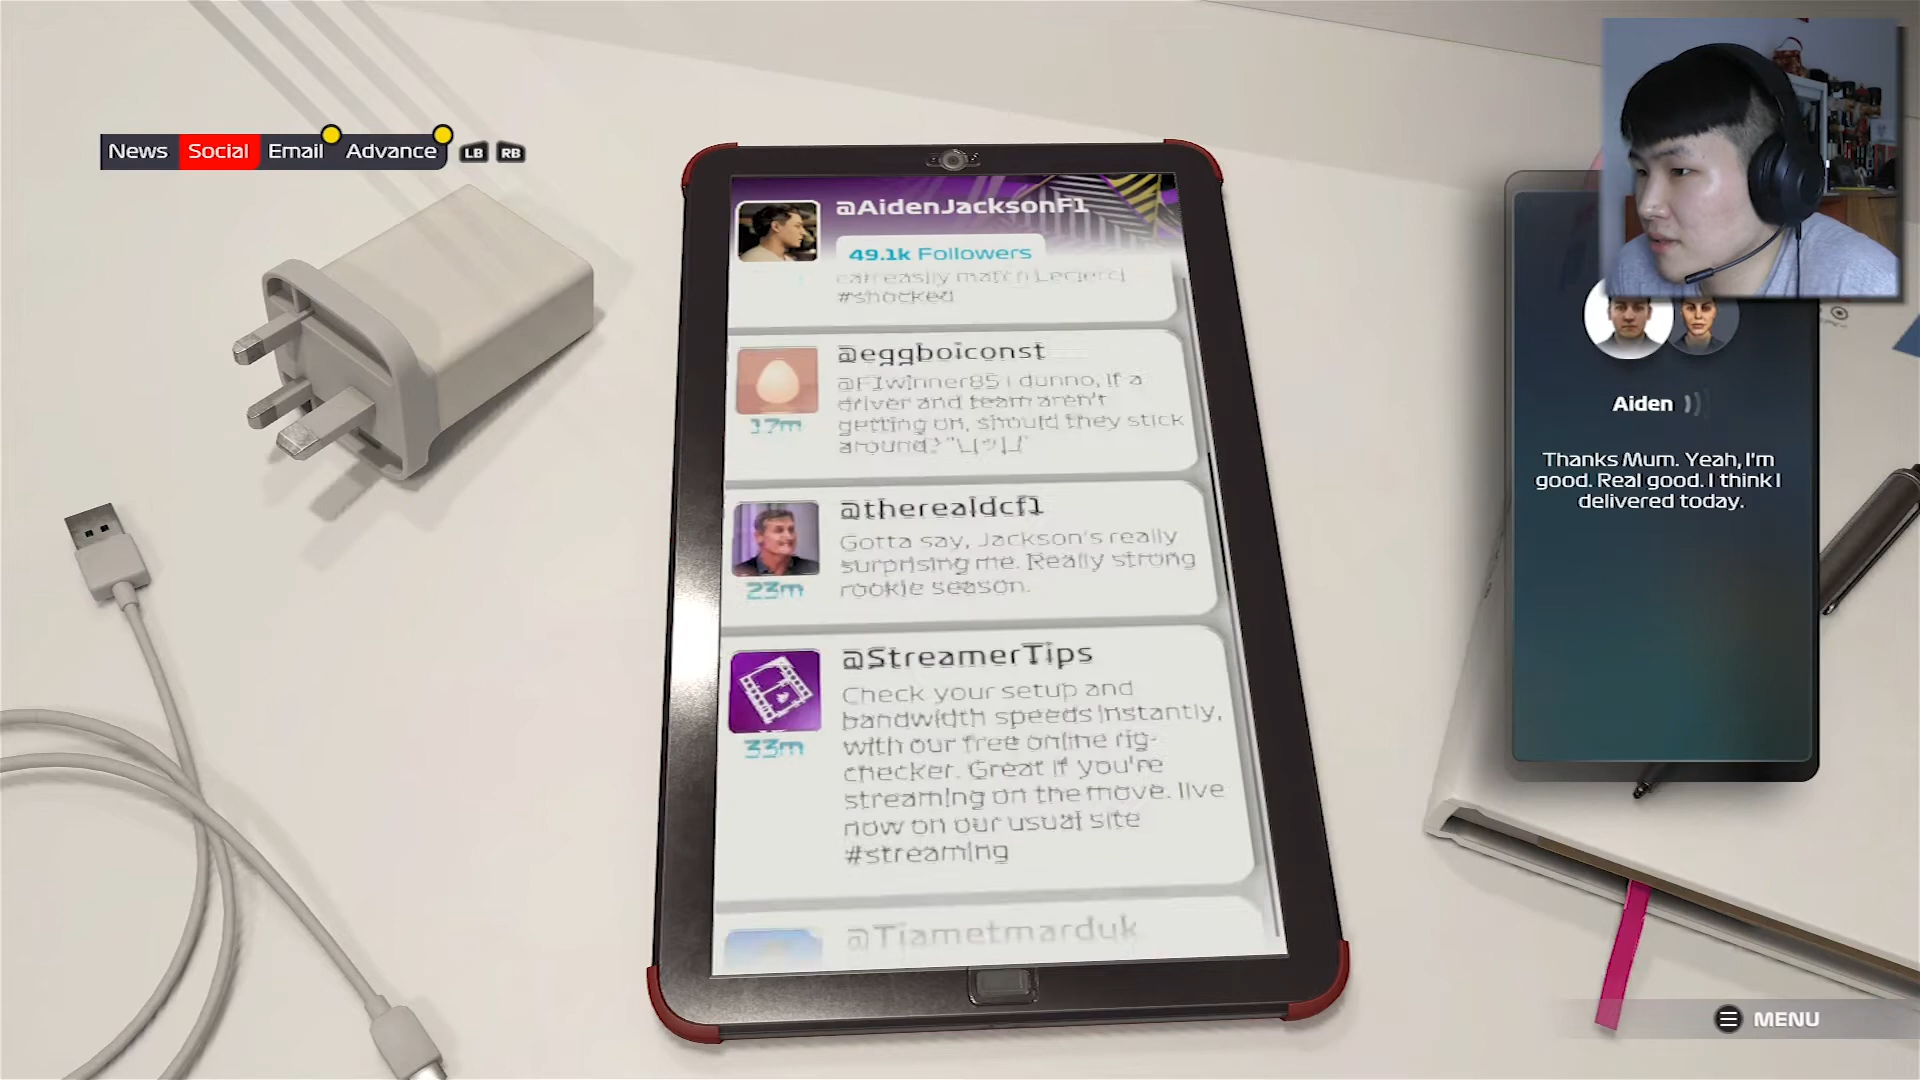 News Social Email Advance LB RB
@AidenJacksonF1
49.1k Followers
can easily match Leclerc!
#shocked
@eggboiconst
@F1winner85 I dunno, if a
driver and team aren't
getting on, should they stick
around?
17m
@therealdcf1
Gotta say, Jackson's really
surprising me. Really strong
rookie season.
23m
@StreamerTips
Check your setup and
bandwidth speeds instantly,
with our free online rig-
checker. Great if you're
streaming on the move. live
now on our usual site
#streaming
33m
@Tiametmarduk
Aiden
Thanks Mum. Yeah, I'm
good. Real good. I think I
delivered today.
MENU